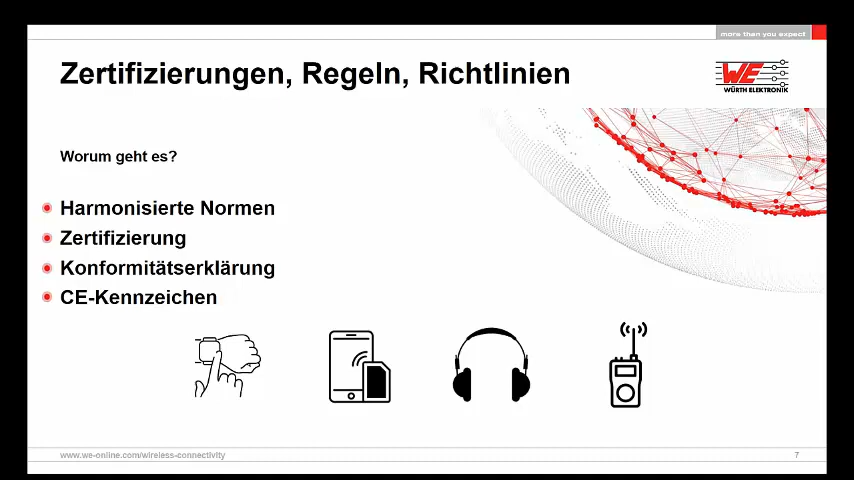 more than you expect
Zertifizierungen, Regeln, Richtlinien
WE
WÜRTH ELEKTRONIK
Worum geht es?
Harmonisierte Normen
Zertifizierung
Konformitätserklärung
CE-Kennzeichen
www.we-online.com/wireless-connectivity
7